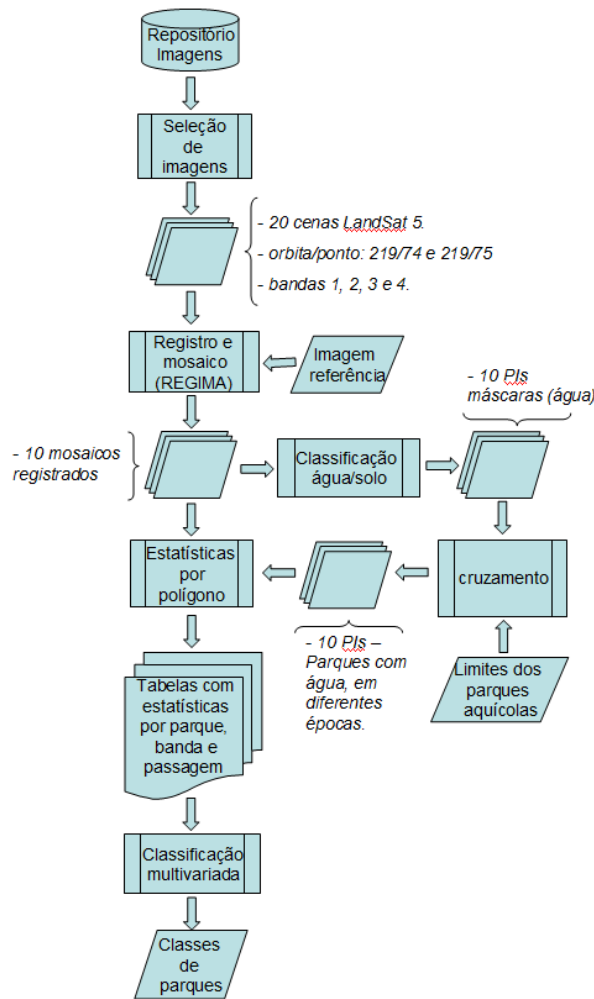 Repositório
Imagens
Seleção
de
imagens
- 20 cenas LandSat 5.
- orbita/ponto: 219/74 e 219/75
- bandas 1, 2, 3 e 4.
Registro e
mosaico
(REGIMA)
Imagem
referência
- 10 PIs
máscaras (água)
- 10 mosaicos
registrados
Classificação
água/solo
Estatísticas
por
polígono
cruzamento
- 10 PIs –
Parques com
água, em
diferentes
épocas.
Limites dos
parques
aquícolas
Tabelas com
estatísticas
por parque,
banda e
passagem
Classificação
multivariada
Classes
de
parques